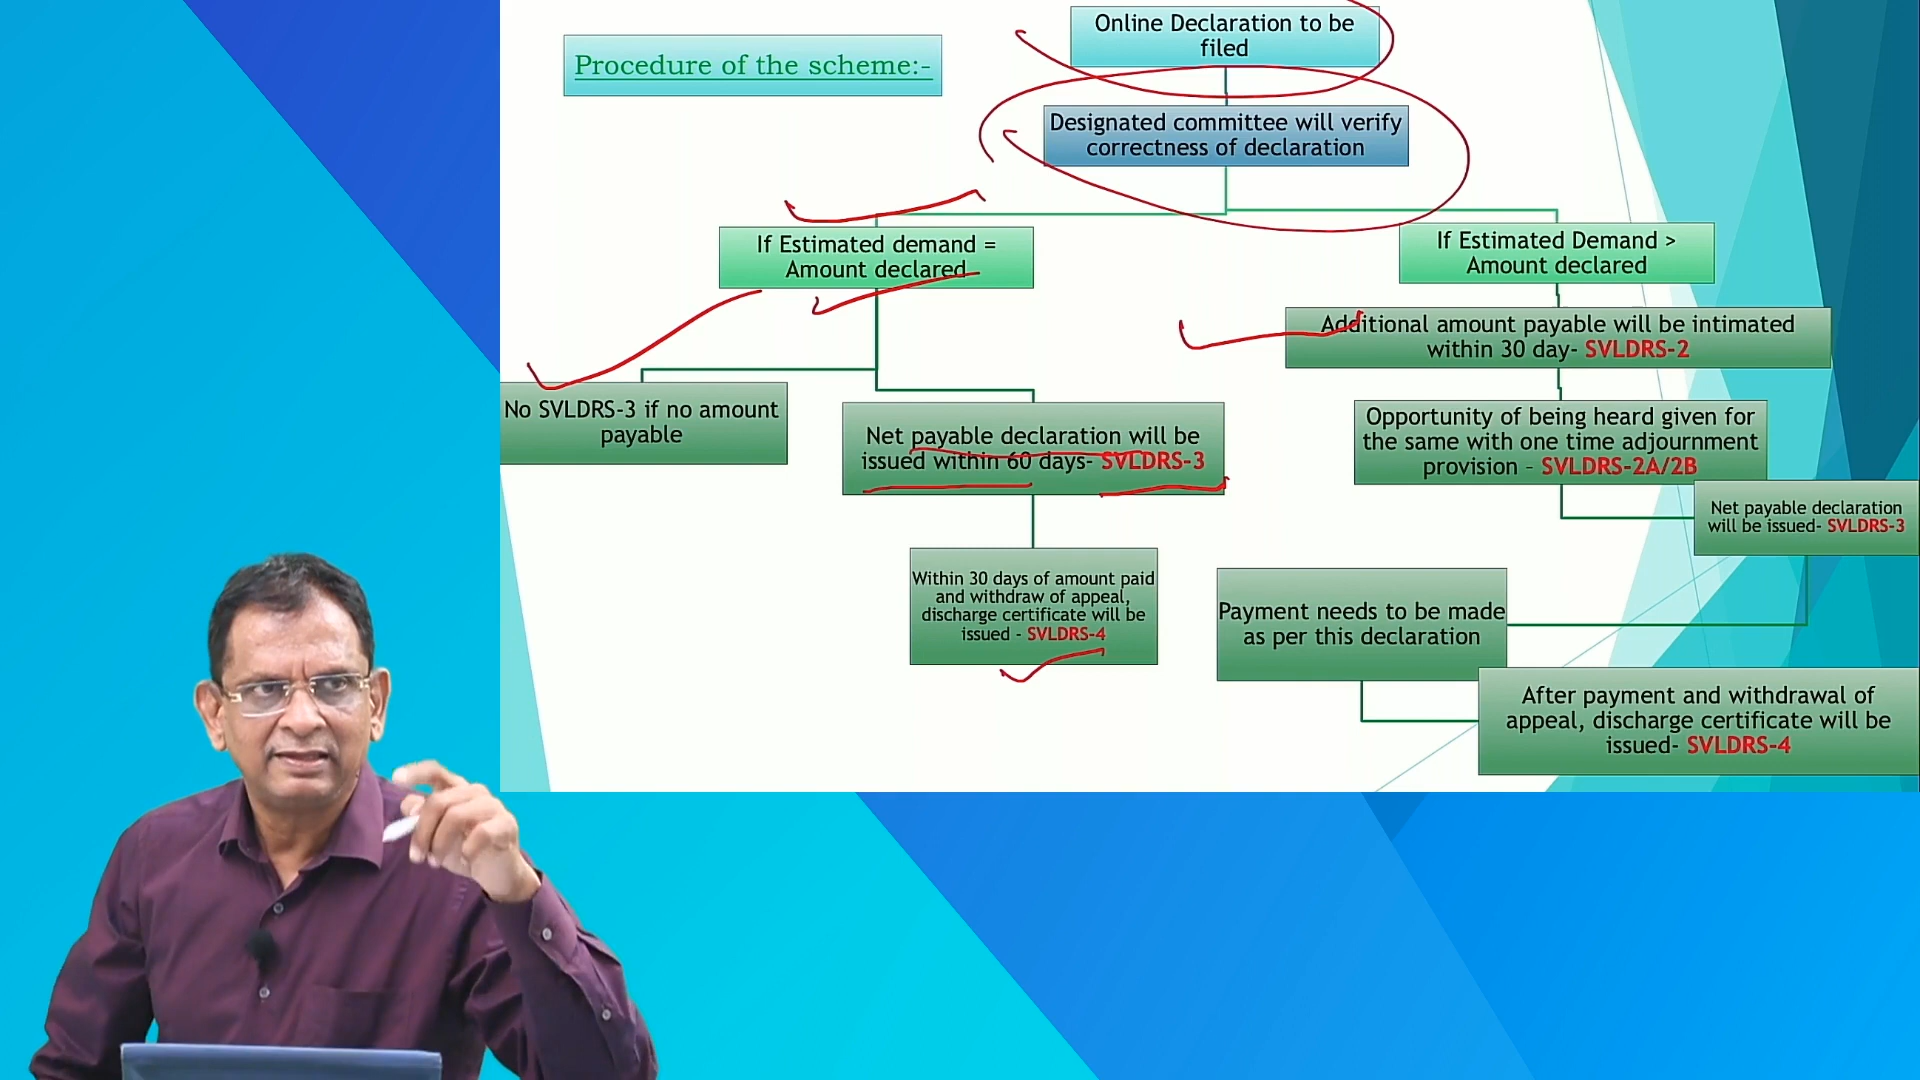 Procedure of the scheme:-
Online Declaration to be
filed
Designated committee will verify
correctness of declaration
If Estimated demand =
Amount declared
If Estimated Demand >
Amount declared
Additional amount payable will be intimated
within 30 day- SVLDRS-2
No SVLDRS-3 if no amount
payable
Net payable declaration will be
issued within 60 days- SVLDRS-3
Opportunity of being heard given for
the same with one time adjournment
provision - SVLDRS-2A/2B
Net payable declaration
will be issued- SVLDRS-3
Within 30 days of amount paid
and withdraw of appeal,
discharge certificate will be
issued - SVLDRS-4
Payment needs to be made
as per this declaration
After payment and withdrawal of
appeal, discharge certificate will be
issued- SVLDRS-4